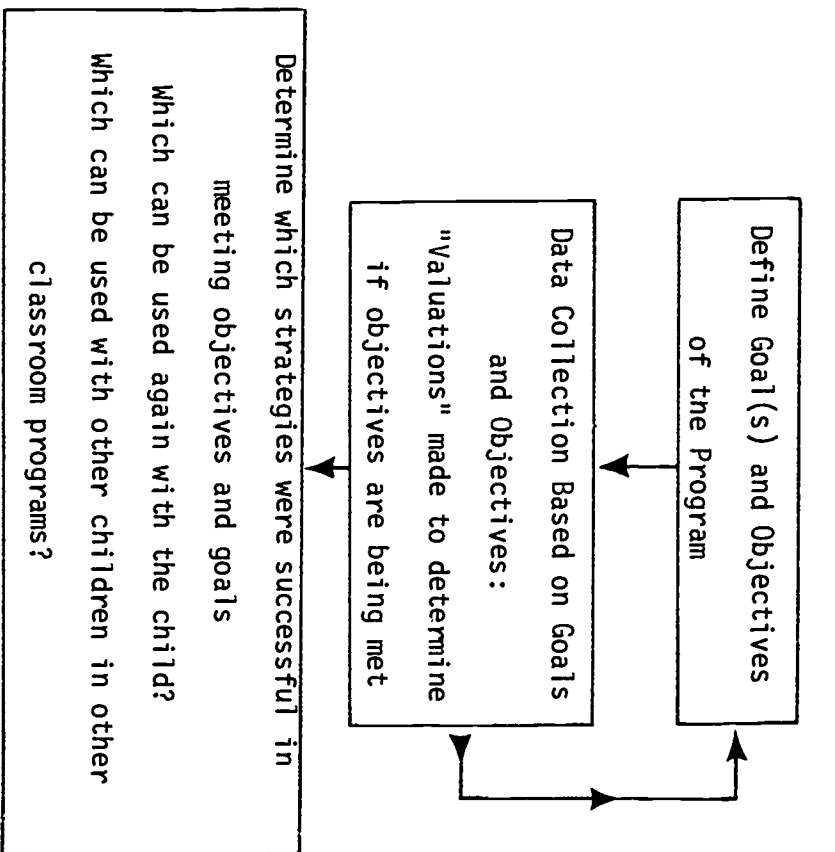 Define Goal(s) and Objectives
of the Program
Data Collection Based on Goals
and Objectives:
"Valuations" made to determine
if objectives are being met
Determine which strategies were successful in
meeting objectives and goals
Which can be used again with the child?
Which can be used with other children in other
classroom programs?